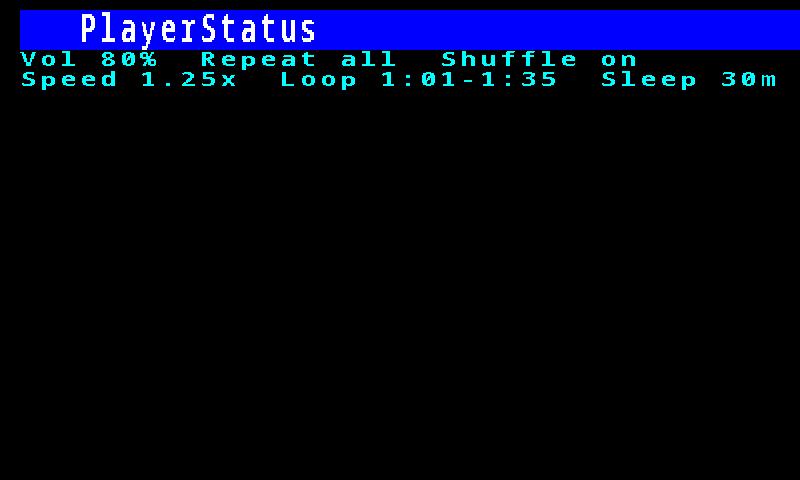 PlayerStatus
Vol 80%  Repeat all  Shuffle on
Speed 1.25x  Loop 1:01-1:35  Sleep 30m